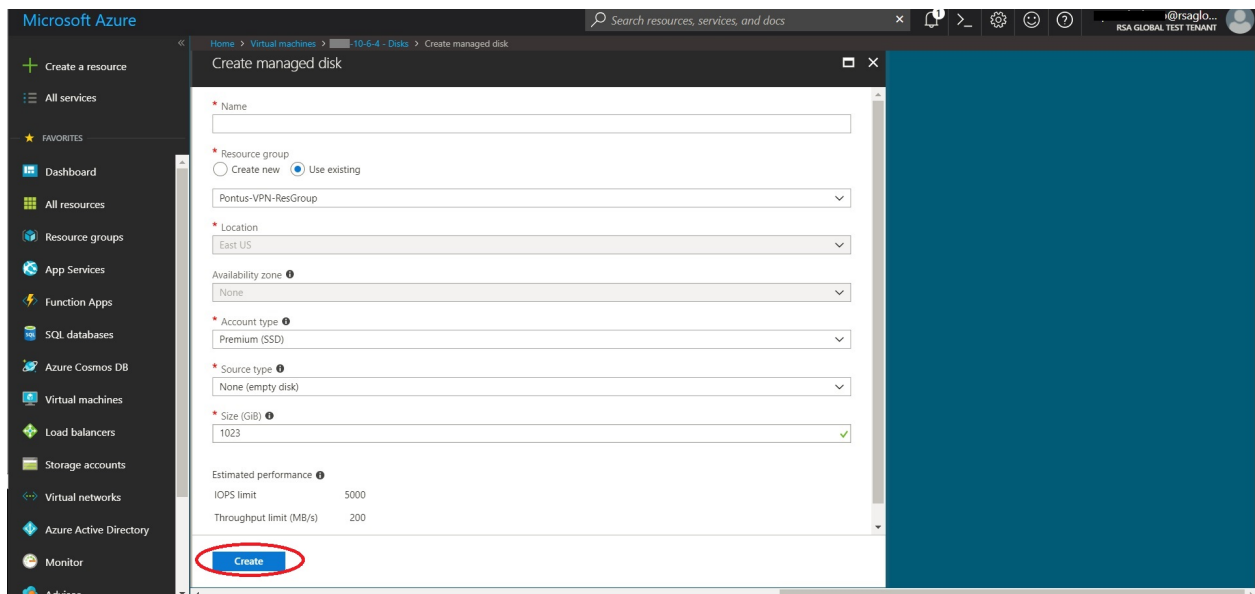 Microsoft Azure
Search resources, services, and docs
1
@rsaglo...
RSA GLOBAL TEST TENANT
Home > Virtual machines > -10-6-4 - Disks > Create managed disk
Create managed disk
Create a resource
All services
FAVORITES
Dashboard
All resources
Resource groups
App Services
Function Apps
SQL databases
Azure Cosmos DB
Virtual machines
Load balancers
Storage accounts
Virtual networks
Azure Active Directory
Monitor
* Name
* Resource group
Create new Use existing
Pontus-VPN-ResGroup
* Location
East US
Availability zone
None
* Account type
Premium (SSD)
* Source type
None (empty disk)
* Size (GiB)
1023
Estimated performance
IOPS limit 5000
Throughput limit (MB/s) 200
Create